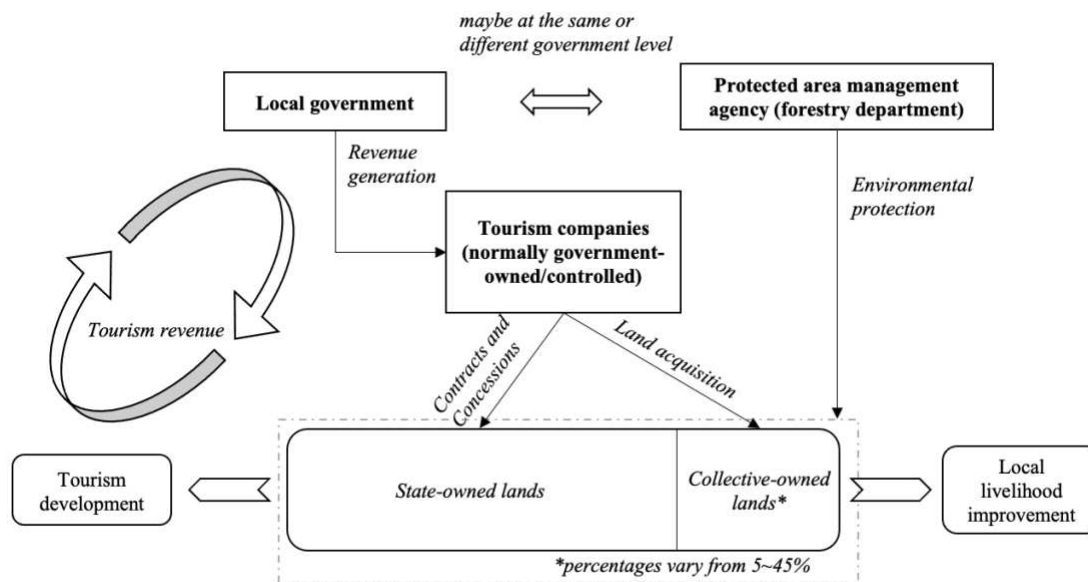 maybe at the same or
different government level
Local government
Protected area management
agency (forestry department)
Revenue
generation
Environmental
protection
Tourism companies
(normally government-
owned/controlled)
Tourism revenue
Contracts and
Concessions
Land acquisition
Tourism
development
State-owned lands
Collective-owned
lands*
Local
livelihood
improvement
*percentages vary from 5~45%